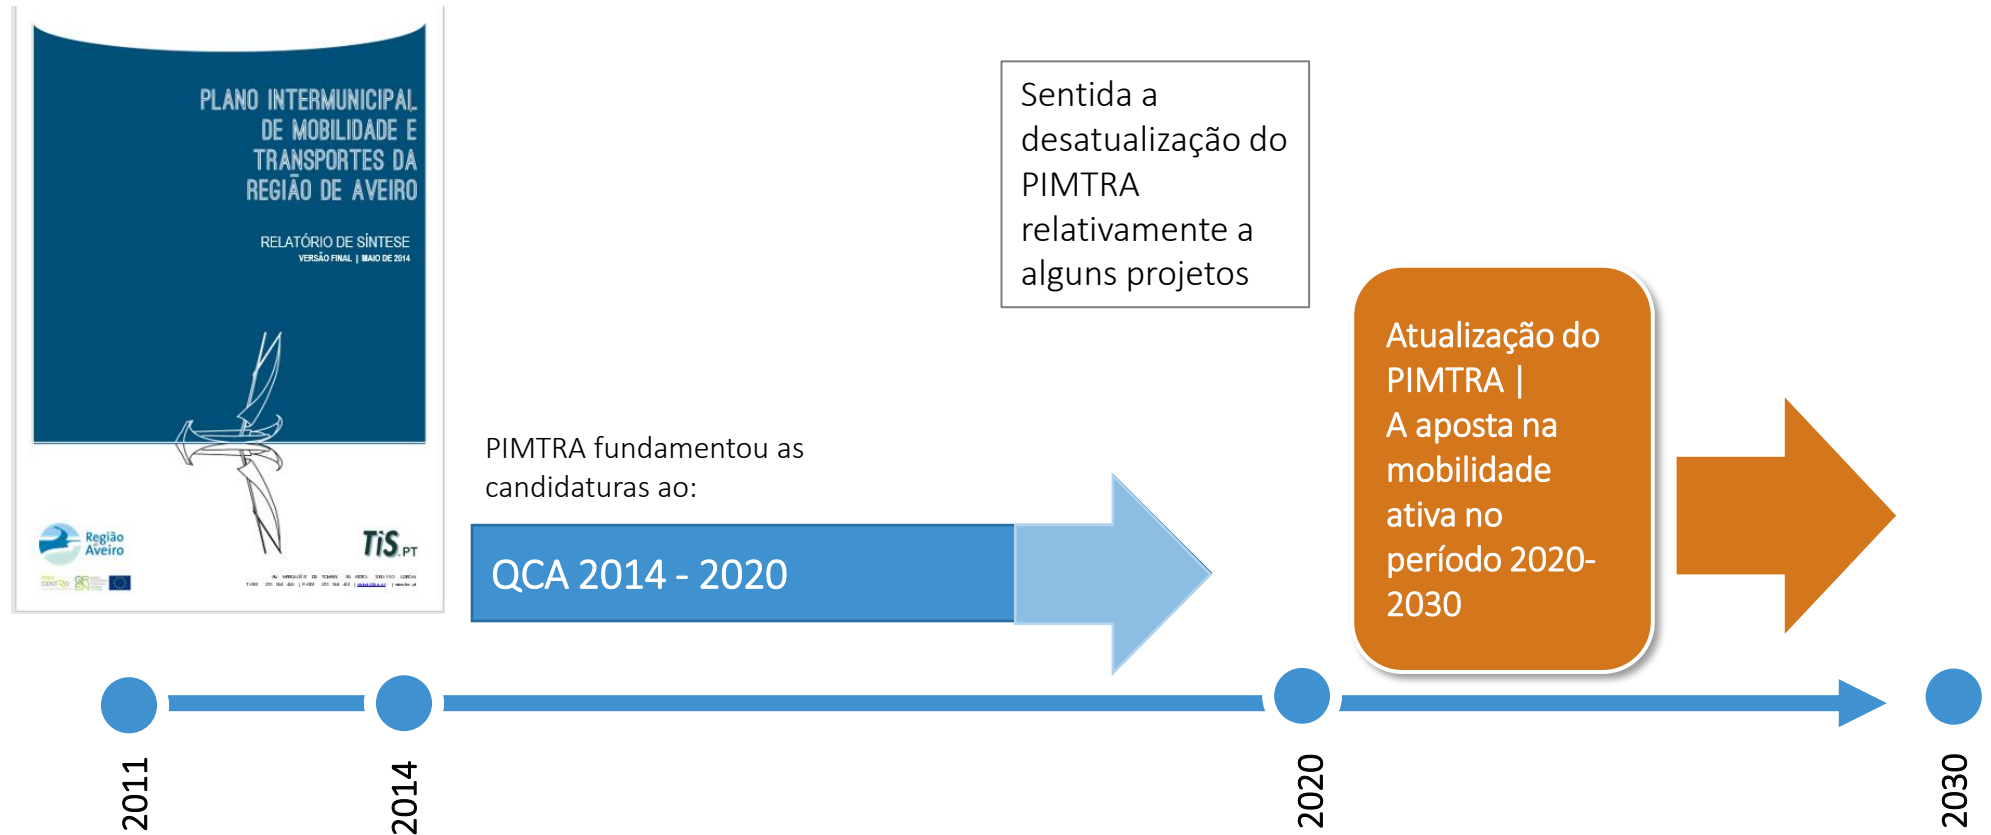 PLANO INTERMUNICIPAL
DE MOBILIDADE E
TRANSPORTES DA
REGIÃO DE AVEIRO
RELATÓRIO DE SÍNTESE
VERSÃO FINAL | MAIO DE 2014
Região
Aveiro
TiS.PT
Sentida a
desatualização do
PIMTRA
relativamente a
alguns projetos
PIMTRA fundamentou as
candidaturas ao:
QCA 2014 - 2020
Atualização do
PIMTRA |
A aposta na
mobilidade
ativa no
período 2020-
2030
2011
2014
2020
2030